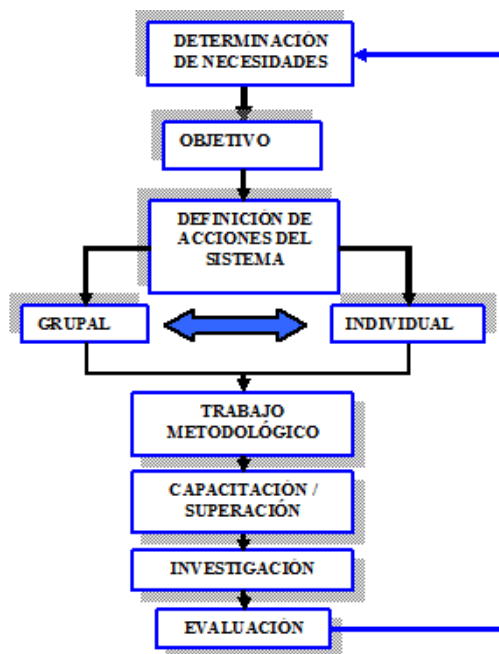 DETERMINACIÓN
DE NECESIDADES
OBJETIVO
DEFINICIÓN DE
ACCIONES DEL
SISTEMA
GRUPAL
INDIVIDUAL
TRABAJO
METODOLÓGICO
CAPACITACIÓN /
SUPERACIÓN
INVESTIGACIÓN
EVALUACIÓN